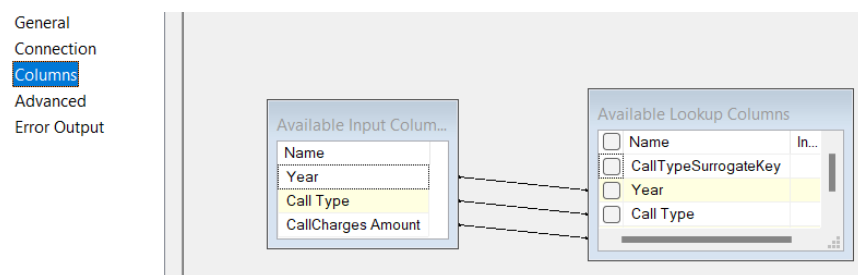 General
Connection
Columns
Advanced
Error Output
Available Input Colum...
Name
Year
Call Type
CallCharges Amount
Available Lookup Columns
Name In...
CallTypeSurrogateKey
Year
Call Type